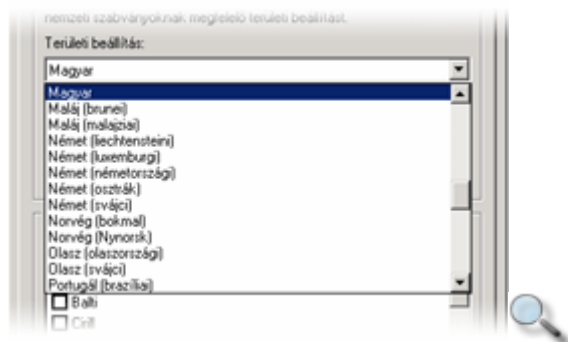 nemzeti szabványoknak megfelelő területi beállítást.
Területi beállítás:
Magyar
Magyar
Maláj (brunei)
Maláj (malajziai)
Német (liechtensteini)
Német (luxemburgi)
Német (németországi)
Német (osztrák)
Német (svájci)
Norvég (bokmal)
Norvég (Nynorsk)
Olasz (olaszországi)
Olasz (svájci)
Portugál (brazíliai)
Balti
Cirill